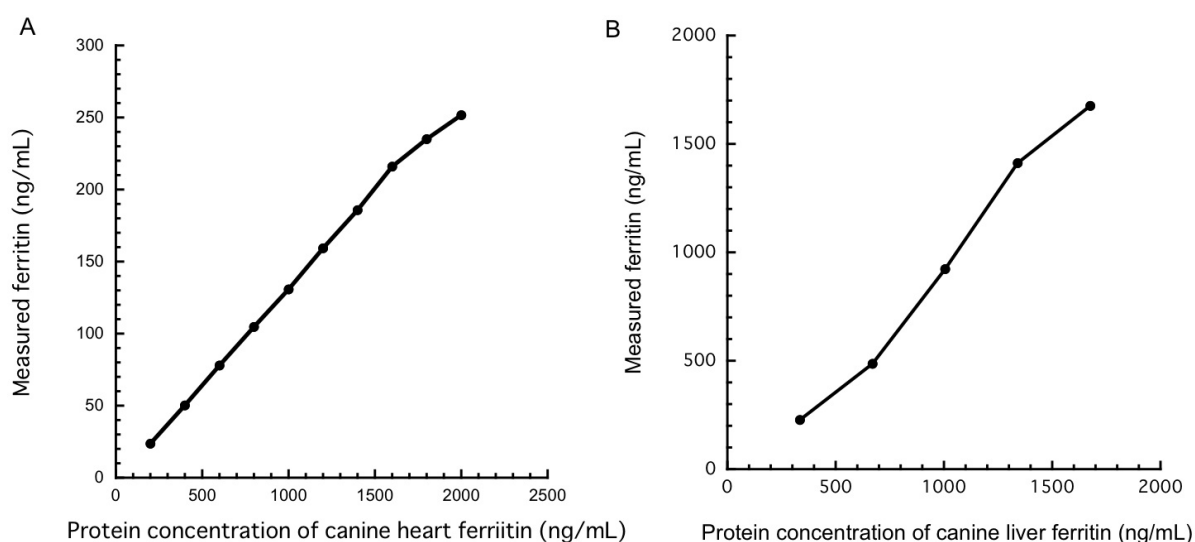 A
300
250
200
150
100
50
0
0 500 1000 1500 2000 2500
Measured ferritin (ng/mL)
Protein concentration of canine heart ferriitin (ng/mL)
B
2000
1500
1000
500
0
0 500 1000 1500 2000
Measured ferritin (ng/mL)
Protein concentration of canine liver ferritin (ng/mL)